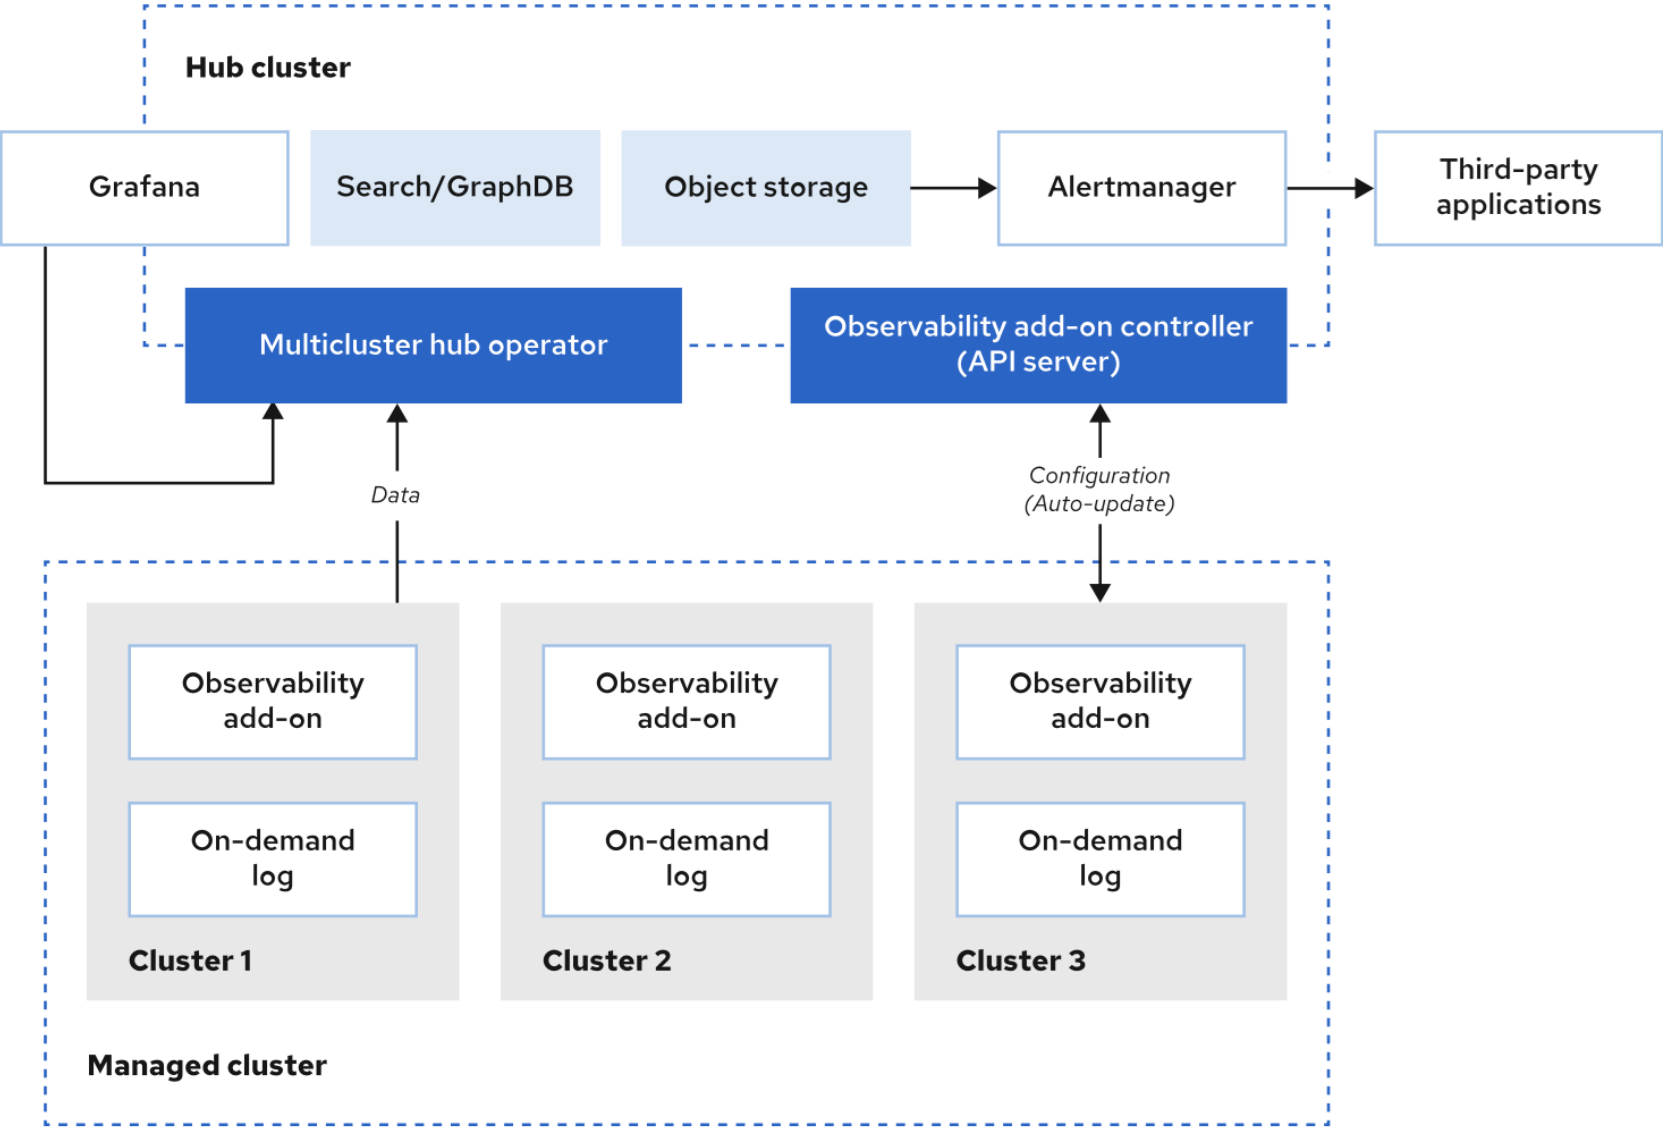 Hub cluster
Grafana
Search/GraphDB
Object storage
Alertmanager
Third-party
applications
Multicluster hub operator
Observability add-on controller
(API server)
Data
Configuration
(Auto-update)
Observability
add-on
On-demand
log
Cluster 1
Observability
add-on
On-demand
log
Cluster 2
Observability
add-on
On-demand
log
Cluster 3
Managed cluster